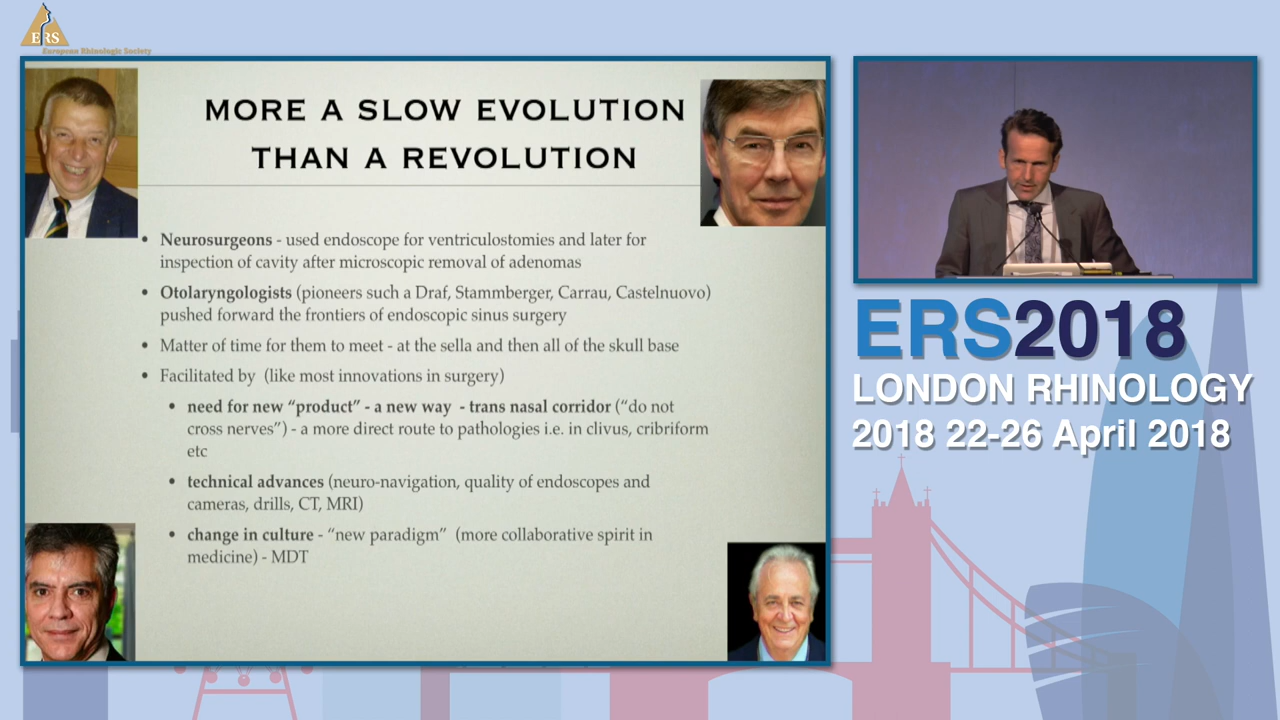 ERS
European Rhinologic Society
MORE A SLOW EVOLUTION
THAN A REVOLUTION
• Neurosurgeons - used endoscope for ventriculostomies and later for
inspection of cavity after microscopic removal of adenomas
• Otolaryngologists (pioneers such a Draf, Stammberger, Carrau, Castelnuovo)
pushed forward the frontiers of endoscopic sinus surgery
• Matter of time for them to meet - at the sella and then all of the skull base
• Facilitated by (like most innovations in surgery)
• need for new “product” - a new way - trans nasal corridor (“do not
cross nerves”) - a more direct route to pathologies i.e. in clivus, cribriform
etc
• technical advances (neuro-navigation, quality of endoscopes and
cameras, drills, CT, MRI)
• change in culture - “new paradigm” (more collaborative spirit in
medicine) - MDT
ERS2018
LONDON RHINOLOGY
2018 22-26 April 2018